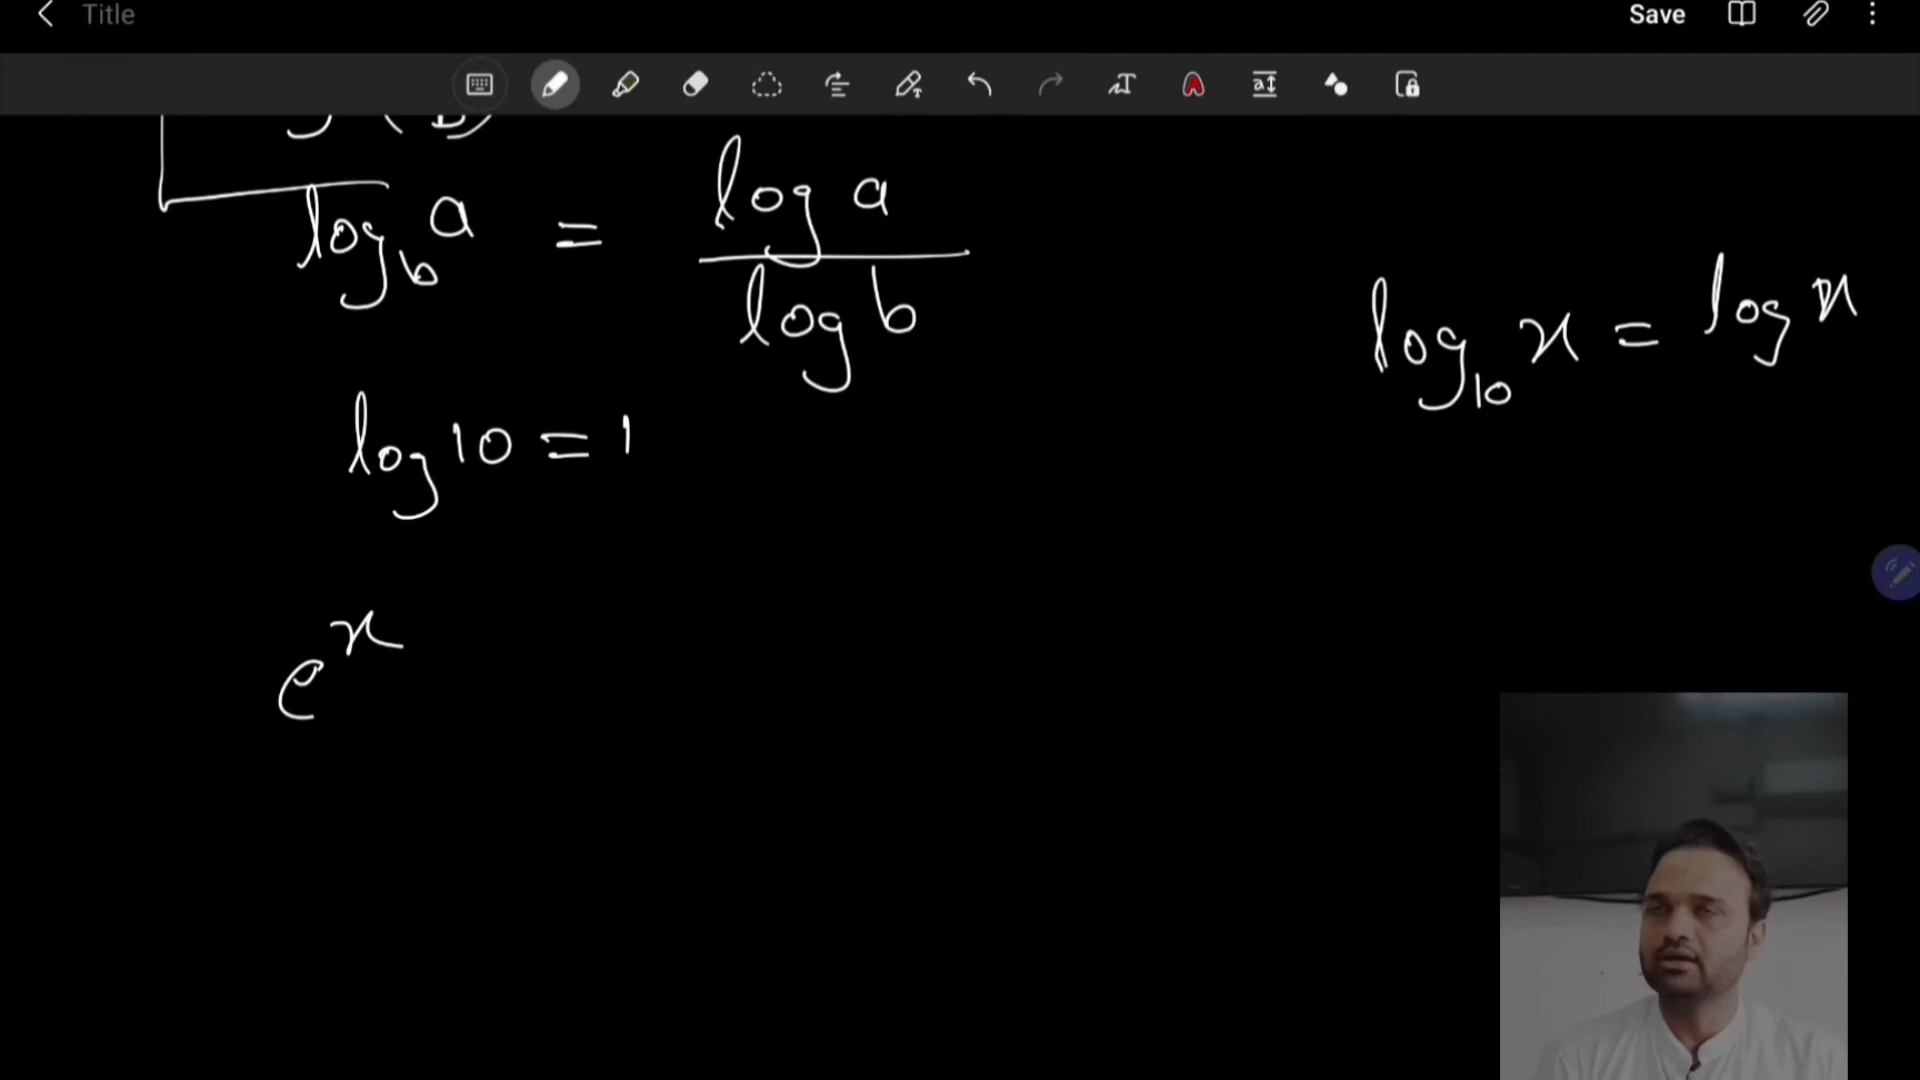 Title
Save
log_b a = log a / log b
log_10 x = log x
log 10 = 1
e^x